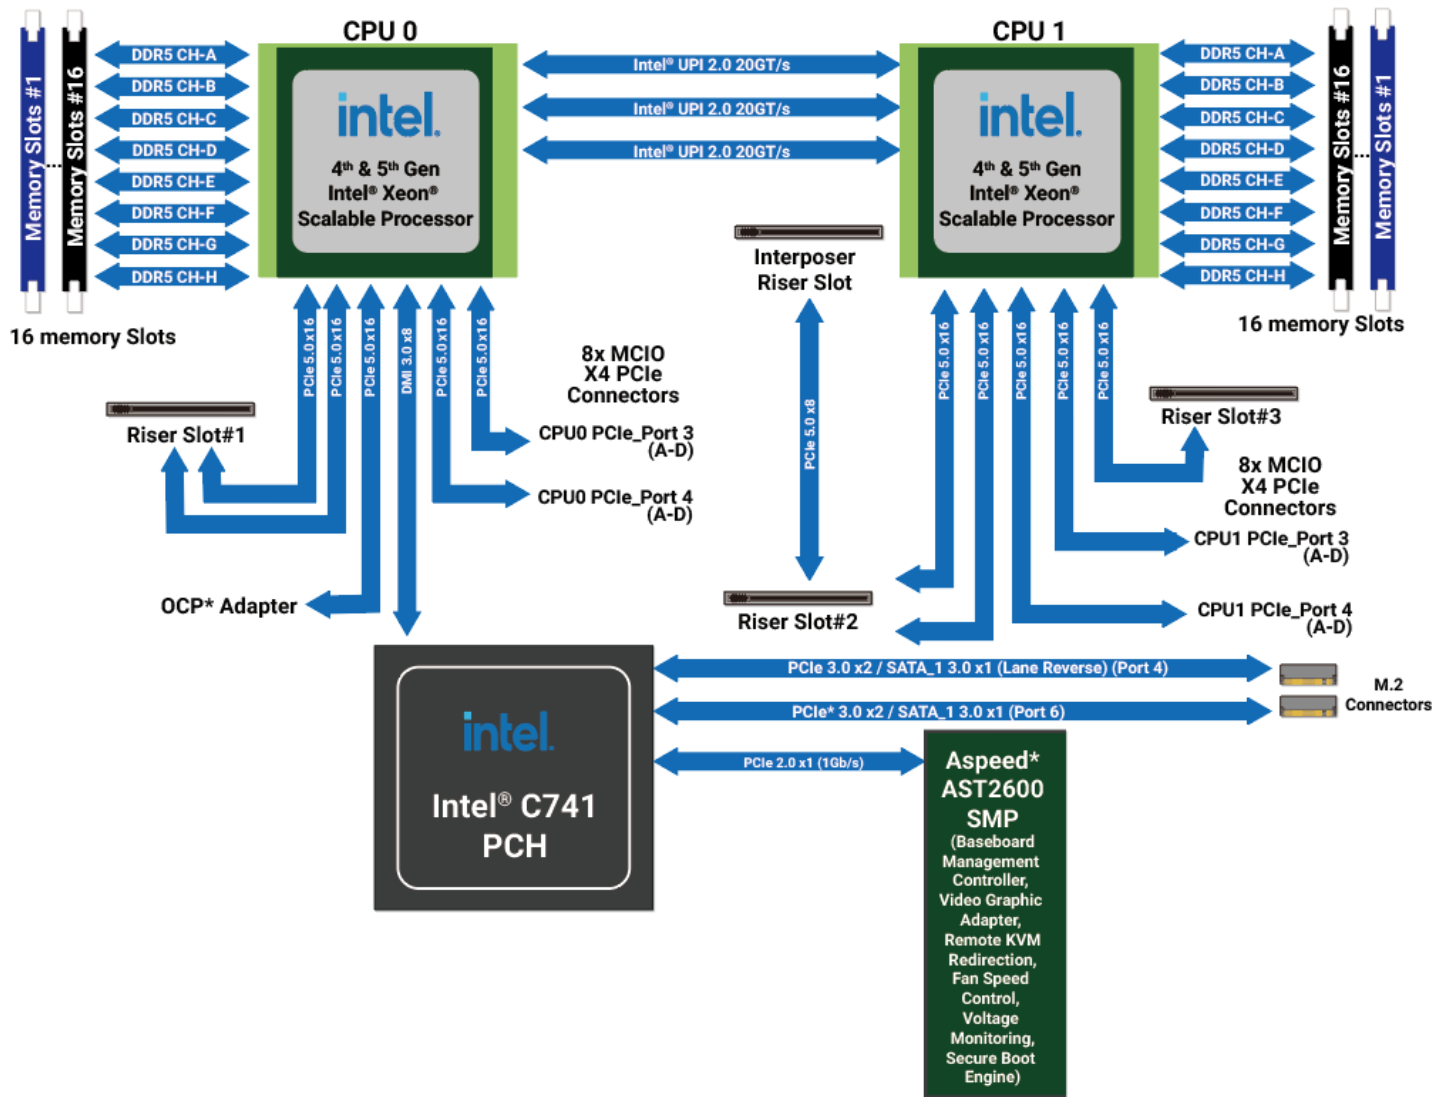 CPU 0
CPU 1
Memory Slots #1
Memory Slots #16
DDR5 CH-A
DDR5 CH-B
DDR5 CH-C
DDR5 CH-D
DDR5 CH-E
DDR5 CH-F
DDR5 CH-G
DDR5 CH-H
16 memory Slots
intel.
4th & 5th Gen
Intel® Xeon®
Scalable Processor
Intel® UPI 2.0 20GT/s
Intel® UPI 2.0 20GT/s
Intel® UPI 2.0 20GT/s
intel.
4th & 5th Gen
Intel® Xeon®
Scalable Processor
DDR5 CH-A
DDR5 CH-B
DDR5 CH-C
DDR5 CH-D
DDR5 CH-E
DDR5 CH-F
DDR5 CH-G
DDR5 CH-H
Memory Slots #16
Memory Slots #1
16 memory Slots
PCIe 5.0 x16
PCIe 5.0 x16
PCIe 5.0 x16
DMI 3.0 x8
PCIe 5.0 x16
PCIe 5.0 x16
8x MCIO
X4 PCIe
Connectors
CPU0 PCIe_Port 3
(A-D)
CPU0 PCIe_Port 4
(A-D)
Riser Slot#1
OCP* Adapter
Interposer
Riser Slot
PCIe 5.0 x8
Riser Slot#2
PCIe 5.0 x16
PCIe 5.0 x16
PCIe 5.0 x16
PCIe 5.0 x16
PCIe 5.0 x16
Riser Slot#3
8x MCIO
X4 PCIe
Connectors
CPU1 PCIe_Port 3
(A-D)
CPU1 PCIe_Port 4
(A-D)
intel.
Intel® C741
PCH
PCIe 3.0 x2 / SATA_1 3.0 x1 (Lane Reverse) (Port 4)
PCIe* 3.0 x2 / SATA_1 3.0 x1 (Port 6)
PCIe 2.0 x1 (1Gb/s)
M.2
Connectors
Aspeed*
AST2600
SMP
(Baseboard
Management
Controller,
Video Graphic
Adapter,
Remote KVM
Redirection,
Fan Speed
Control,
Voltage
Monitoring,
Secure Boot
Engine)